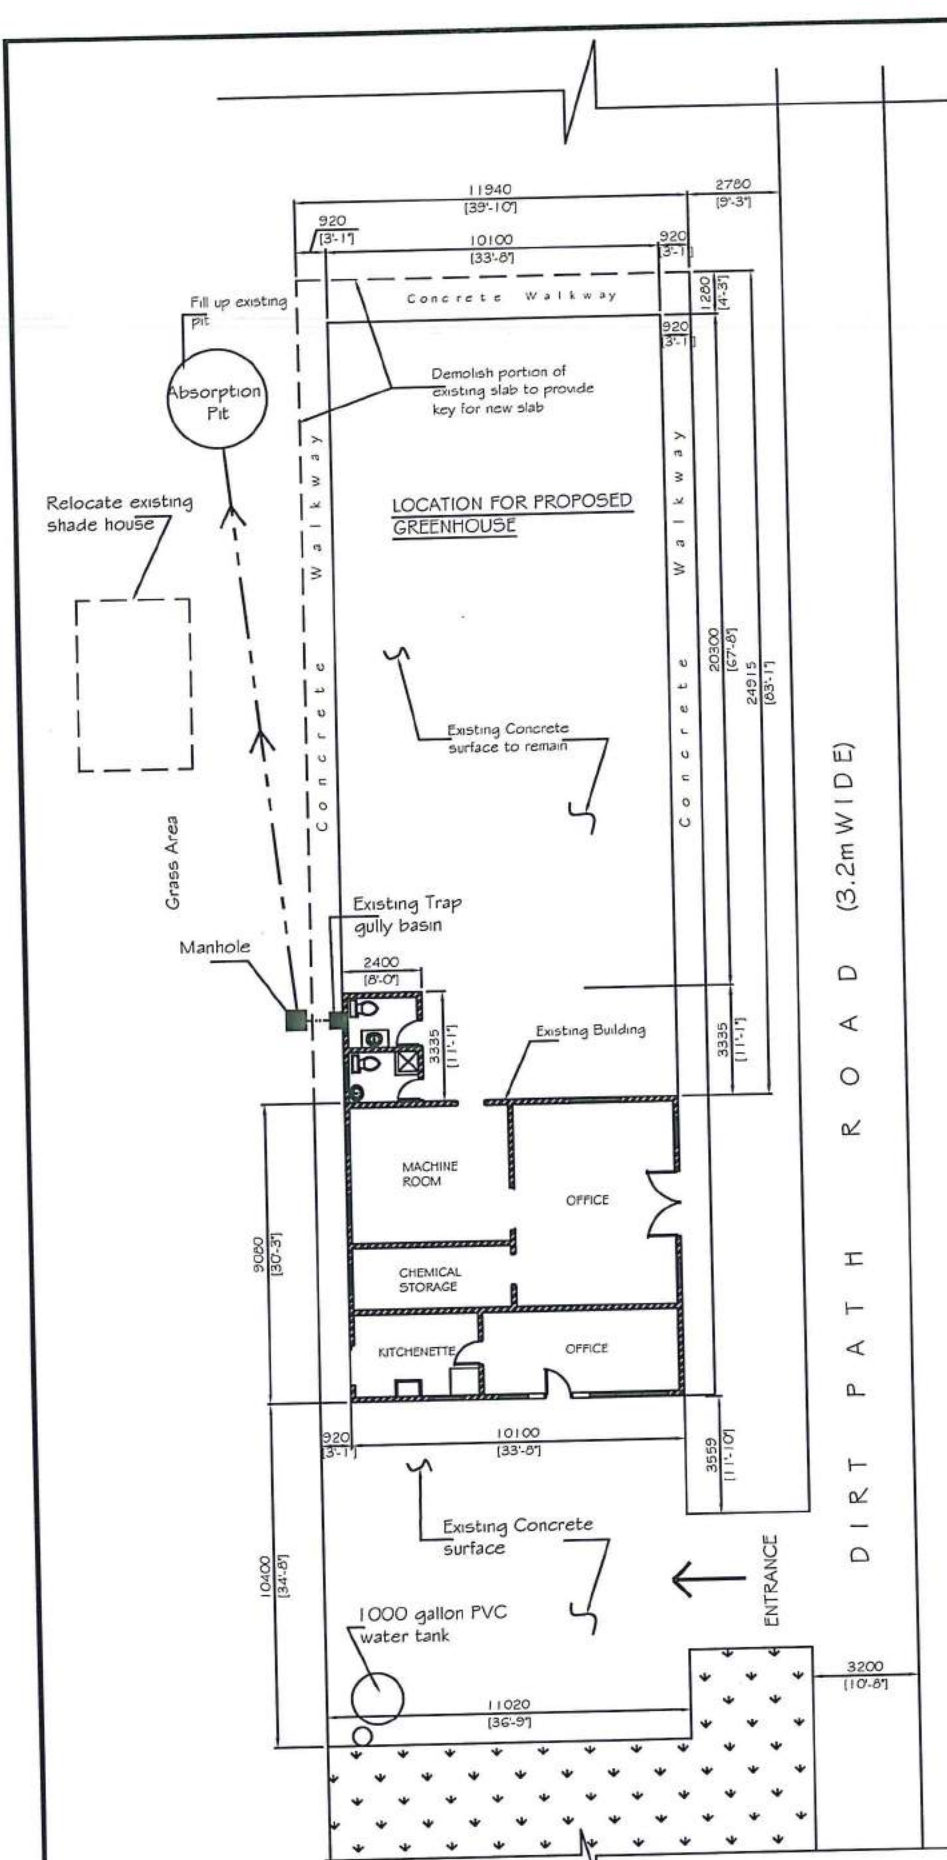 11940
[39'-10"]
2780
[9'-3"]
920
[3'-1"]
10100
[33'-8"]
920
[3'-1"]
Concrete Walkway
1280
[4'-3"]
920
[3'-1"]
Fill up existing
pit
Absorption
Pit
Demolish portion of
existing slab to provide
key for new slab
Relocate existing
shade house
LOCATION FOR PROPOSED
GREENHOUSE
Concrete Walkway
Concrete Walkway
20300
[67'-8"]
24915
[83'-1"]
Existing Concrete
surface to remain
Grass Area
DIRT PATH ROAD (3.2m WIDE)
Existing Trap
gully basin
Manhole
2400
[8'-0"]
3335
[11'-1"]
Existing Building
3335
[11'-1"]
MACHINE
ROOM
OFFICE
9080
[30'-3"]
CHEMICAL
STORAGE
KITCHENETTE
OFFICE
920
[3'-1"]
10100
[33'-8"]
3559
[11'-10"]
Existing Concrete
surface
10400
[34'-8"]
ENTRANCE
1000 gallon PVC
water tank
3200
[10'-8"]
11020
[36'-9"]